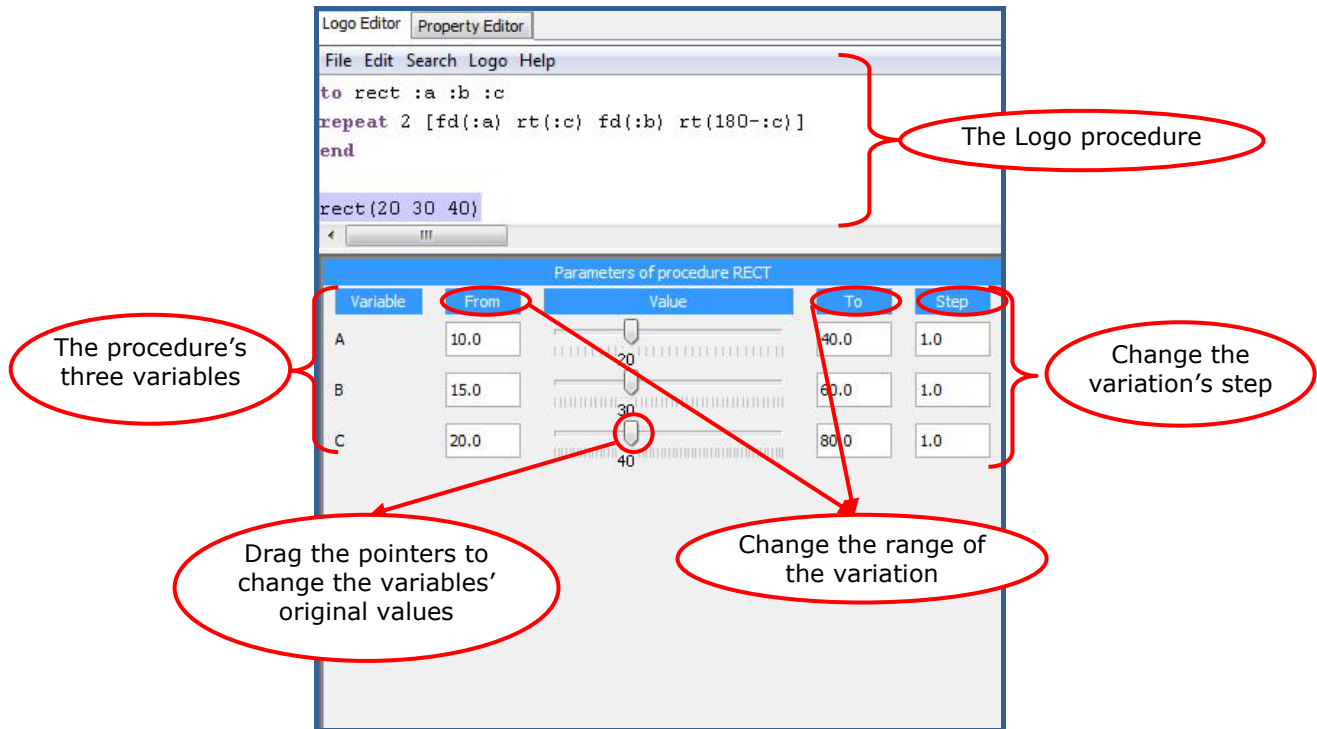 Logo Editor Property Editor
File Edit Search Logo Help
to rect :a :b :c
repeat 2 [fd(:a) rt(:c) fd(:b) rt(180-:c)]
end
rect(20 30 40)
The Logo procedure
Parameters of procedure RECT
Variable From Value To Step
A 10.0 20 40.0 1.0
B 15.0 30 60.0 1.0
C 20.0 40 80.0 1.0
The procedure's
three variables
Change the
variation's step
Drag the pointers to
change the variables'
original values
Change the range of
the variation